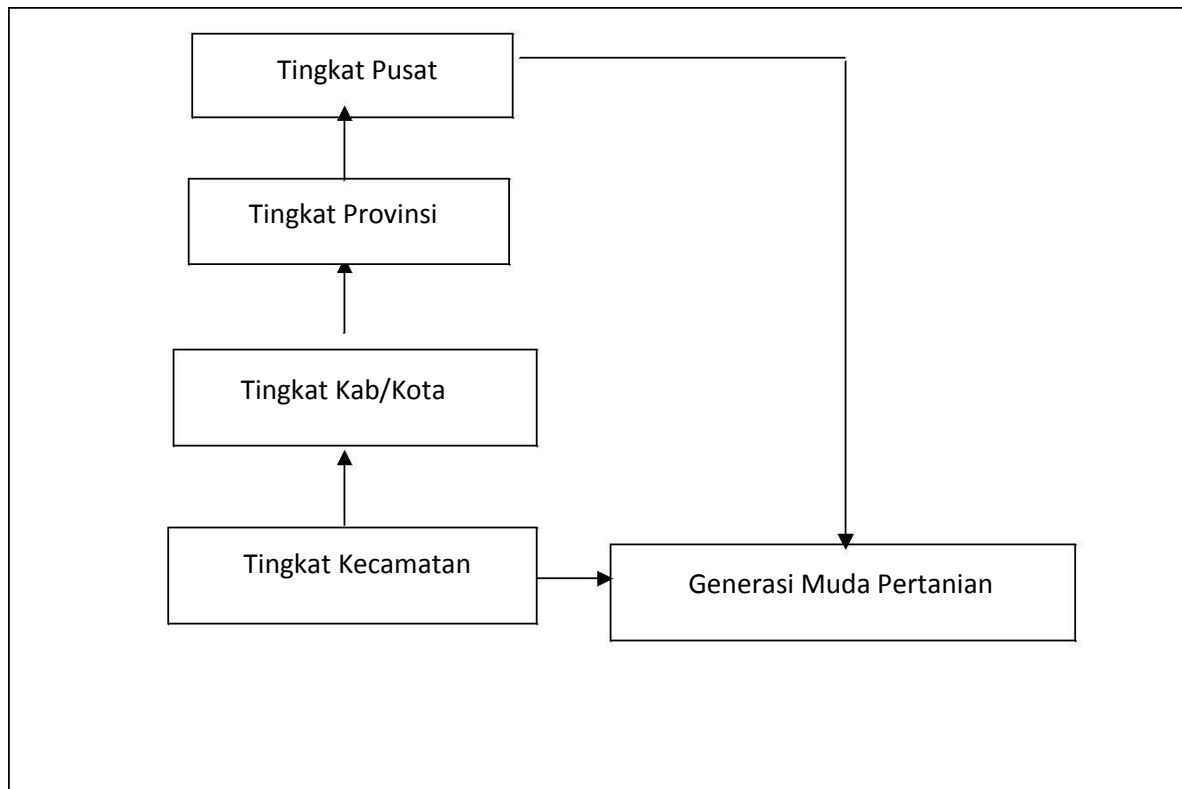 Tingkat Pusat
Tingkat Provinsi
Tingkat Kab/Kota
Tingkat Kecamatan
Generasi Muda Pertanian